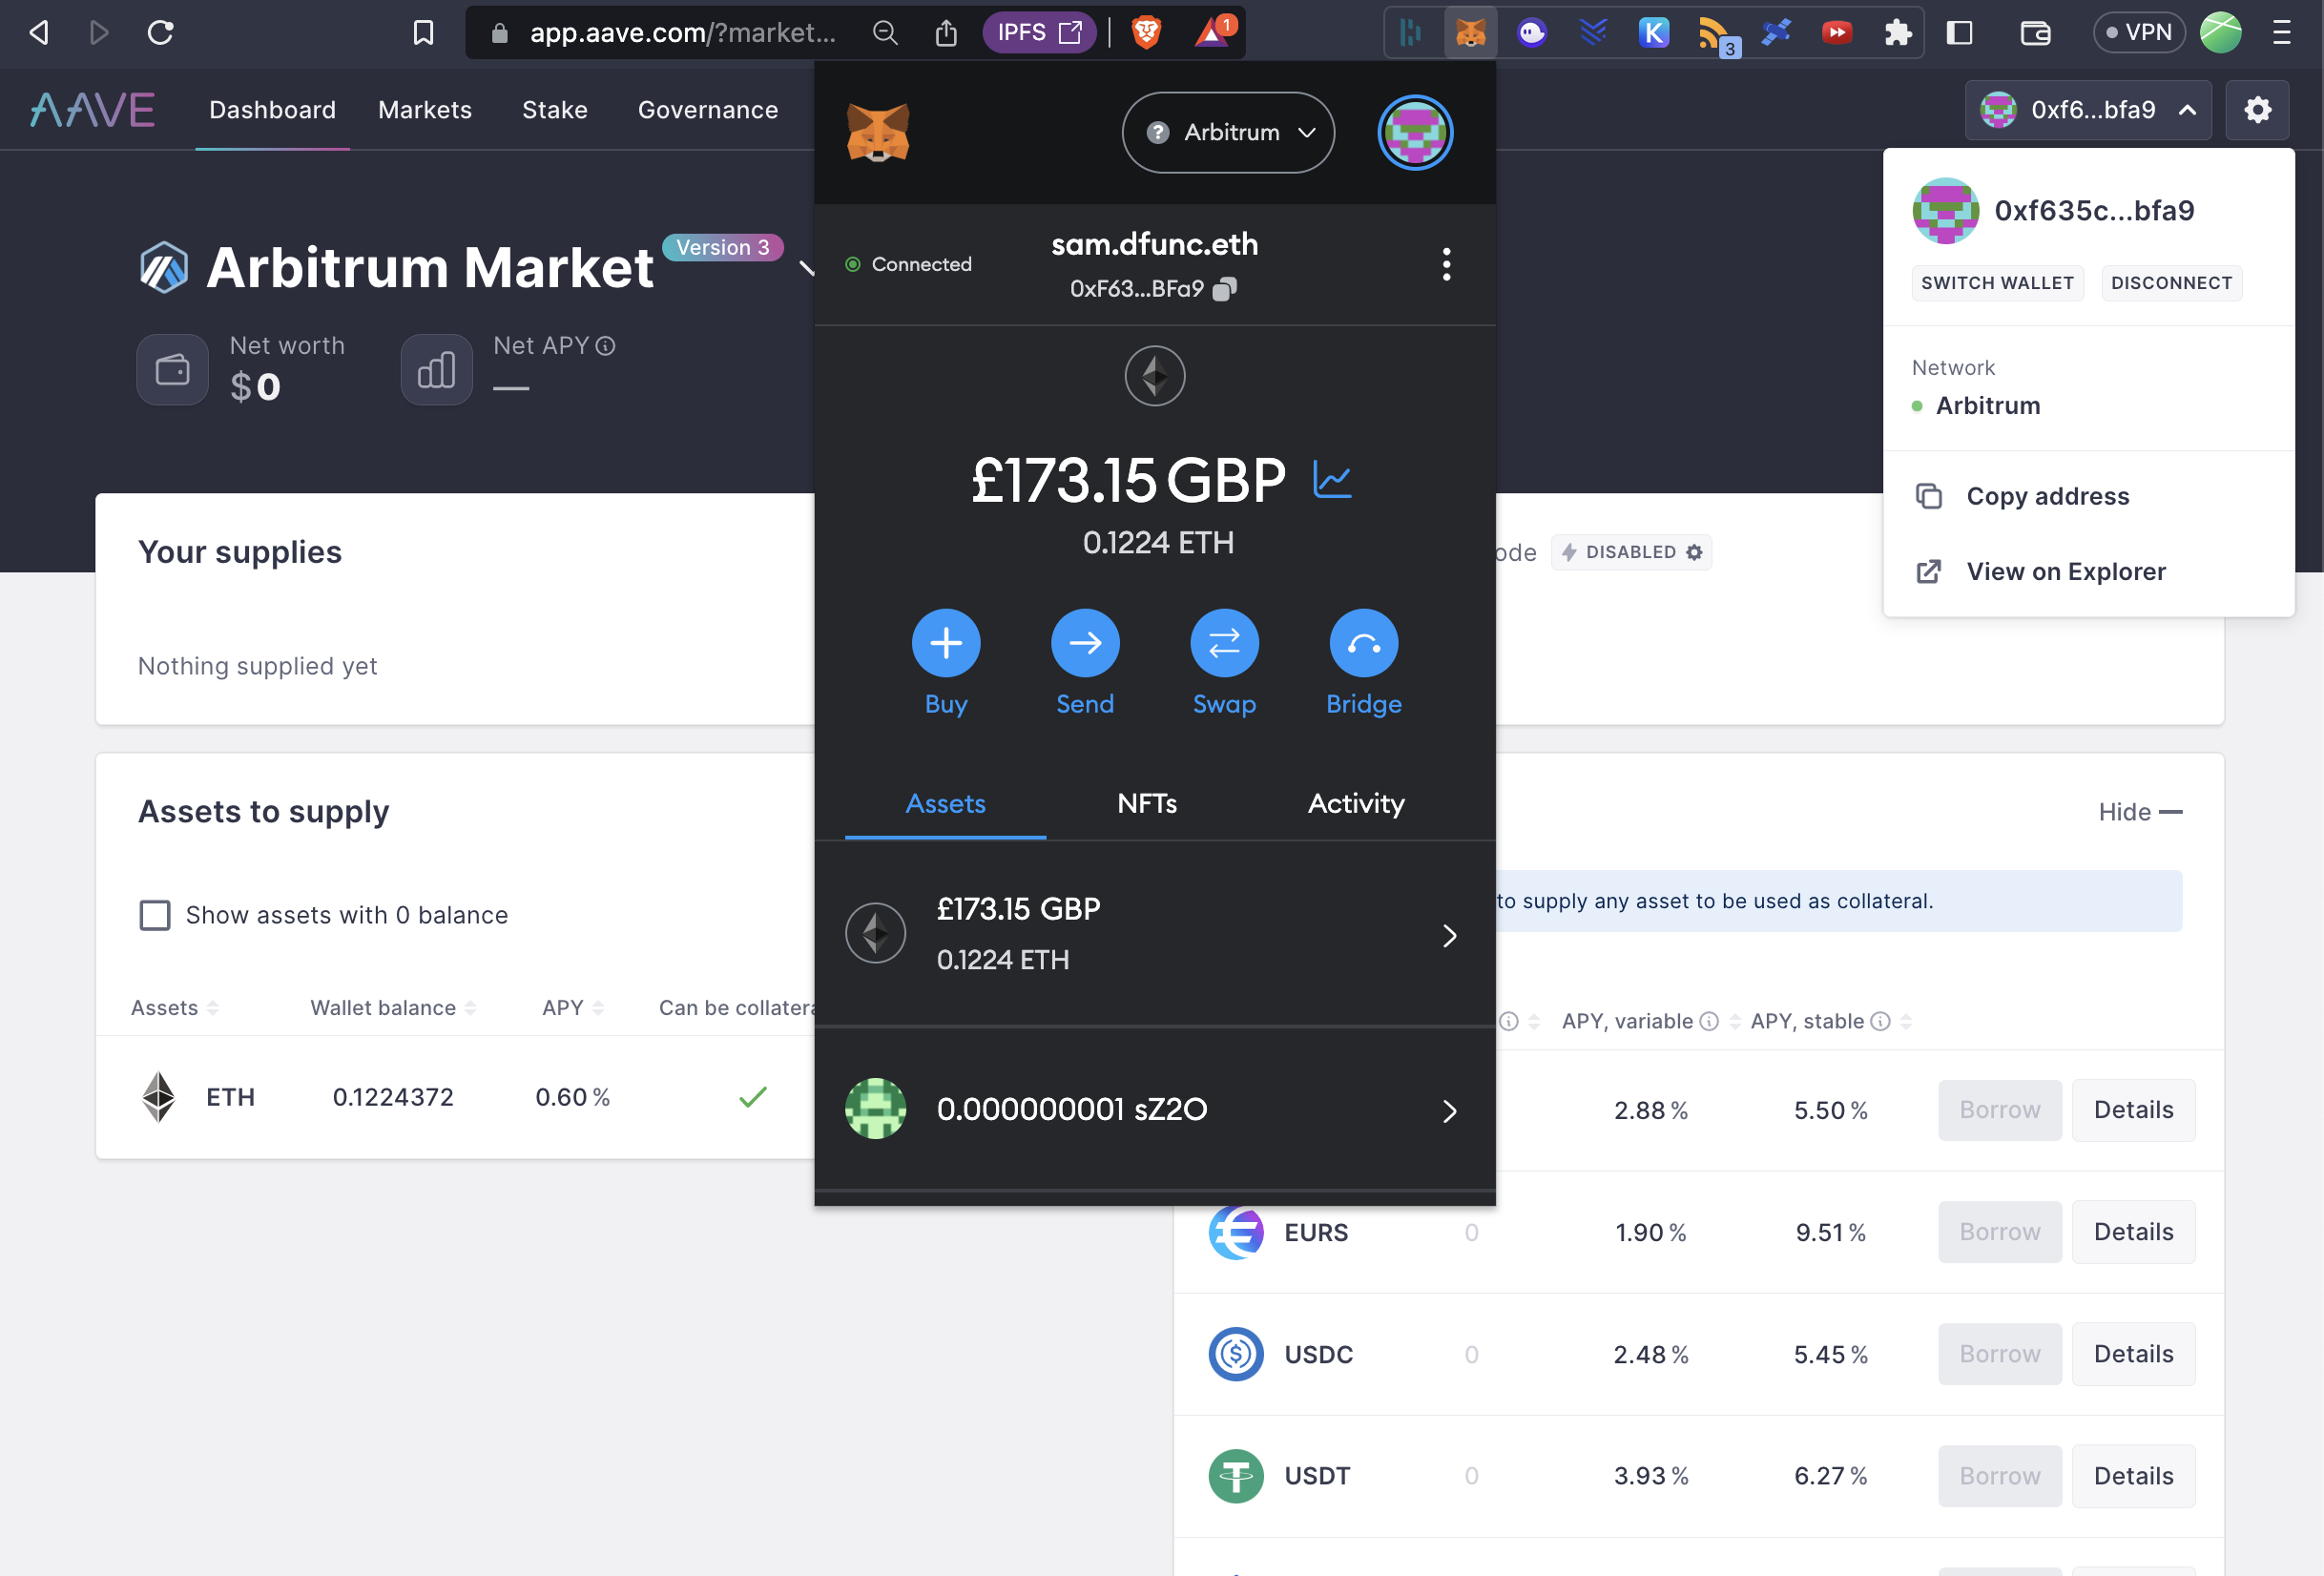 app.aave.com/?market...
IPFS
1
K
3
VPN
AAVE
Dashboard
Markets
Stake
Governance
0xf6...bfa9
Arbitrum Market
Version 3
Net worth
$0
Net APY
—
Your supplies
Nothing supplied yet
Assets to supply
Show assets with 0 balance
Assets
Wallet balance
APY
Can be collatera
ETH
0.1224372
0.60 %
Arbitrum
Connected
sam.dfunc.eth
0xF63...BFa9
£173.15 GBP
0.1224 ETH
Buy
Send
Swap
Bridge
Assets
NFTs
Activity
£173.15 GBP
0.1224 ETH
0.000000001 sZ2O
0xf635c...bfa9
SWITCH WALLET
DISCONNECT
Network
Arbitrum
Copy address
View on Explorer
ode
DISABLED
Hide —
to supply any asset to be used as collateral.
APY, variable
APY, stable
2.88 %
5.50 %
Borrow
Details
EURS
0
1.90 %
9.51 %
Borrow
Details
USDC
0
2.48 %
5.45 %
Borrow
Details
USDT
0
3.93 %
6.27 %
Borrow
Details